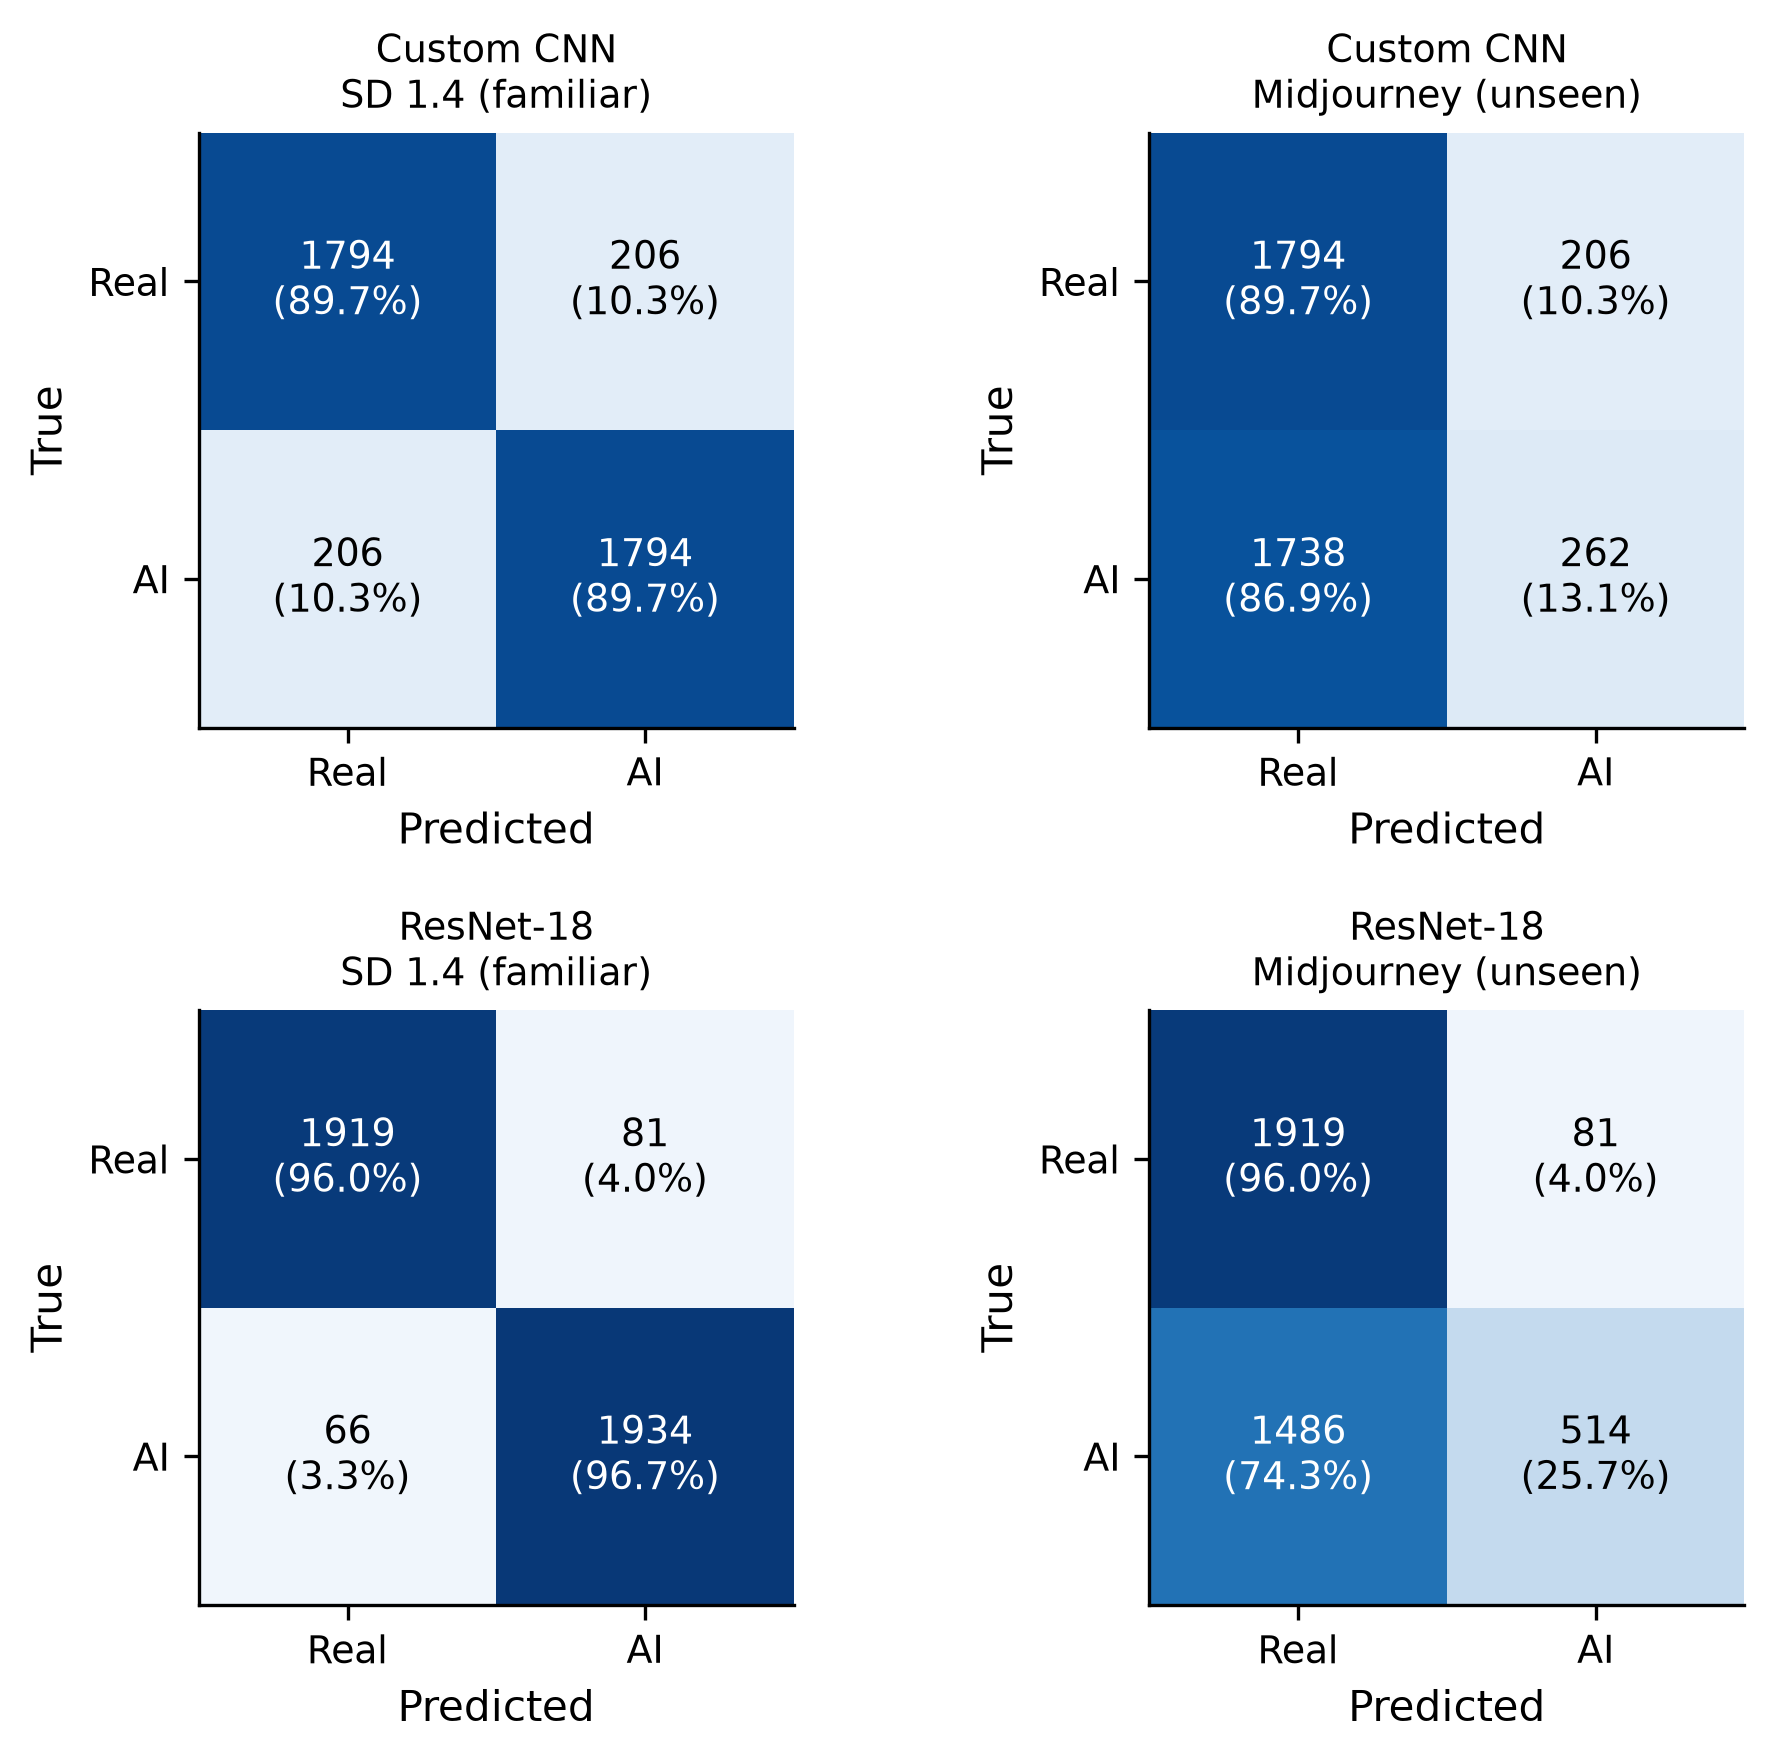 Custom CNN
SD 1.4 (familiar)
Real
1794
(89.7%)
206
(10.3%)
True
AI
206
(10.3%)
1794
(89.7%)
Real
AI
Predicted
Custom CNN
Midjourney (unseen)
Real
1794
(89.7%)
206
(10.3%)
True
AI
1738
(86.9%)
262
(13.1%)
Real
AI
Predicted
ResNet-18
SD 1.4 (familiar)
Real
1919
(96.0%)
81
(4.0%)
True
AI
66
(3.3%)
1934
(96.7%)
Real
AI
Predicted
ResNet-18
Midjourney (unseen)
Real
1919
(96.0%)
81
(4.0%)
True
AI
1486
(74.3%)
514
(25.7%)
Real
AI
Predicted